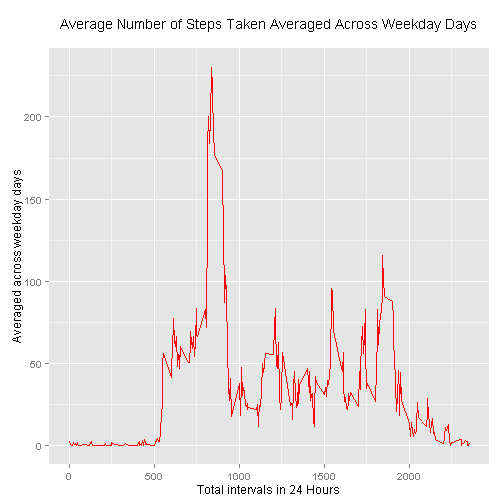 Average Number of Steps Taken Averaged Across Weekday Days
Averaged across weekday days
200
150
100
50
0
0 500 1000 1500 2000
Total intervals in 24 Hours